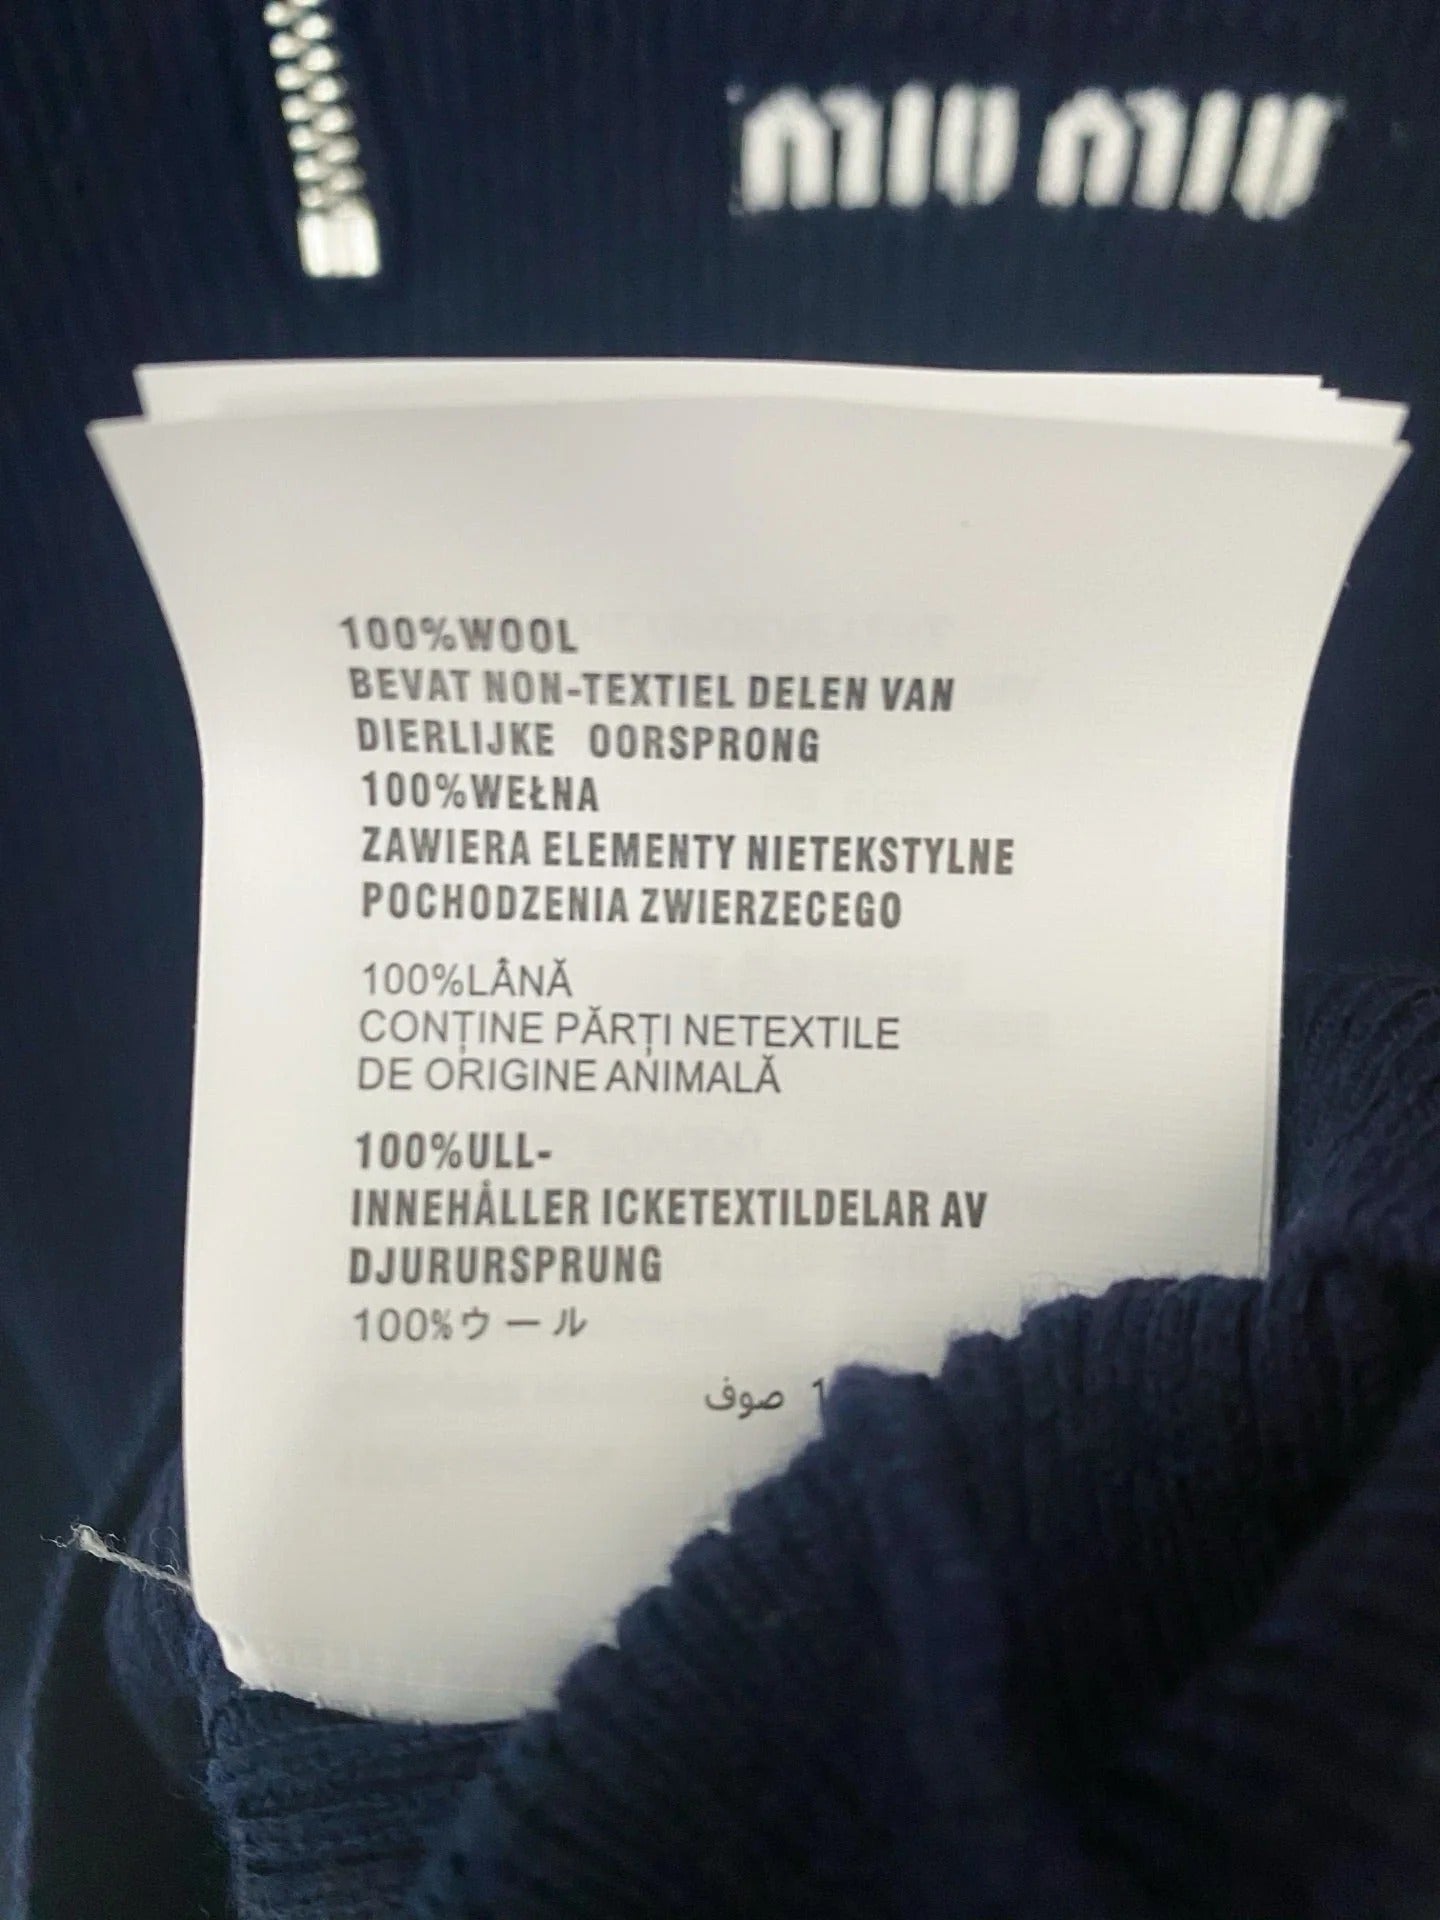 MIU MIU
100%WOOL
BEVAT NON-TEXTIEL DELEN VAN
DIERLIJKE OORSPRONG
100%WEŁNA
ZAWIERA ELEMENTY NIETEKSTYLNE
POCHODZENIA ZWIERZECEGO
100%LÂNĂ
CONȚINE PĂRȚI NETEXTILE
DE ORIGINE ANIMALĂ
100%ULL-
INNEHÅLLER ICKETEXTILDELAR AV
DJURURSPRUNG
100%ウール
صوف